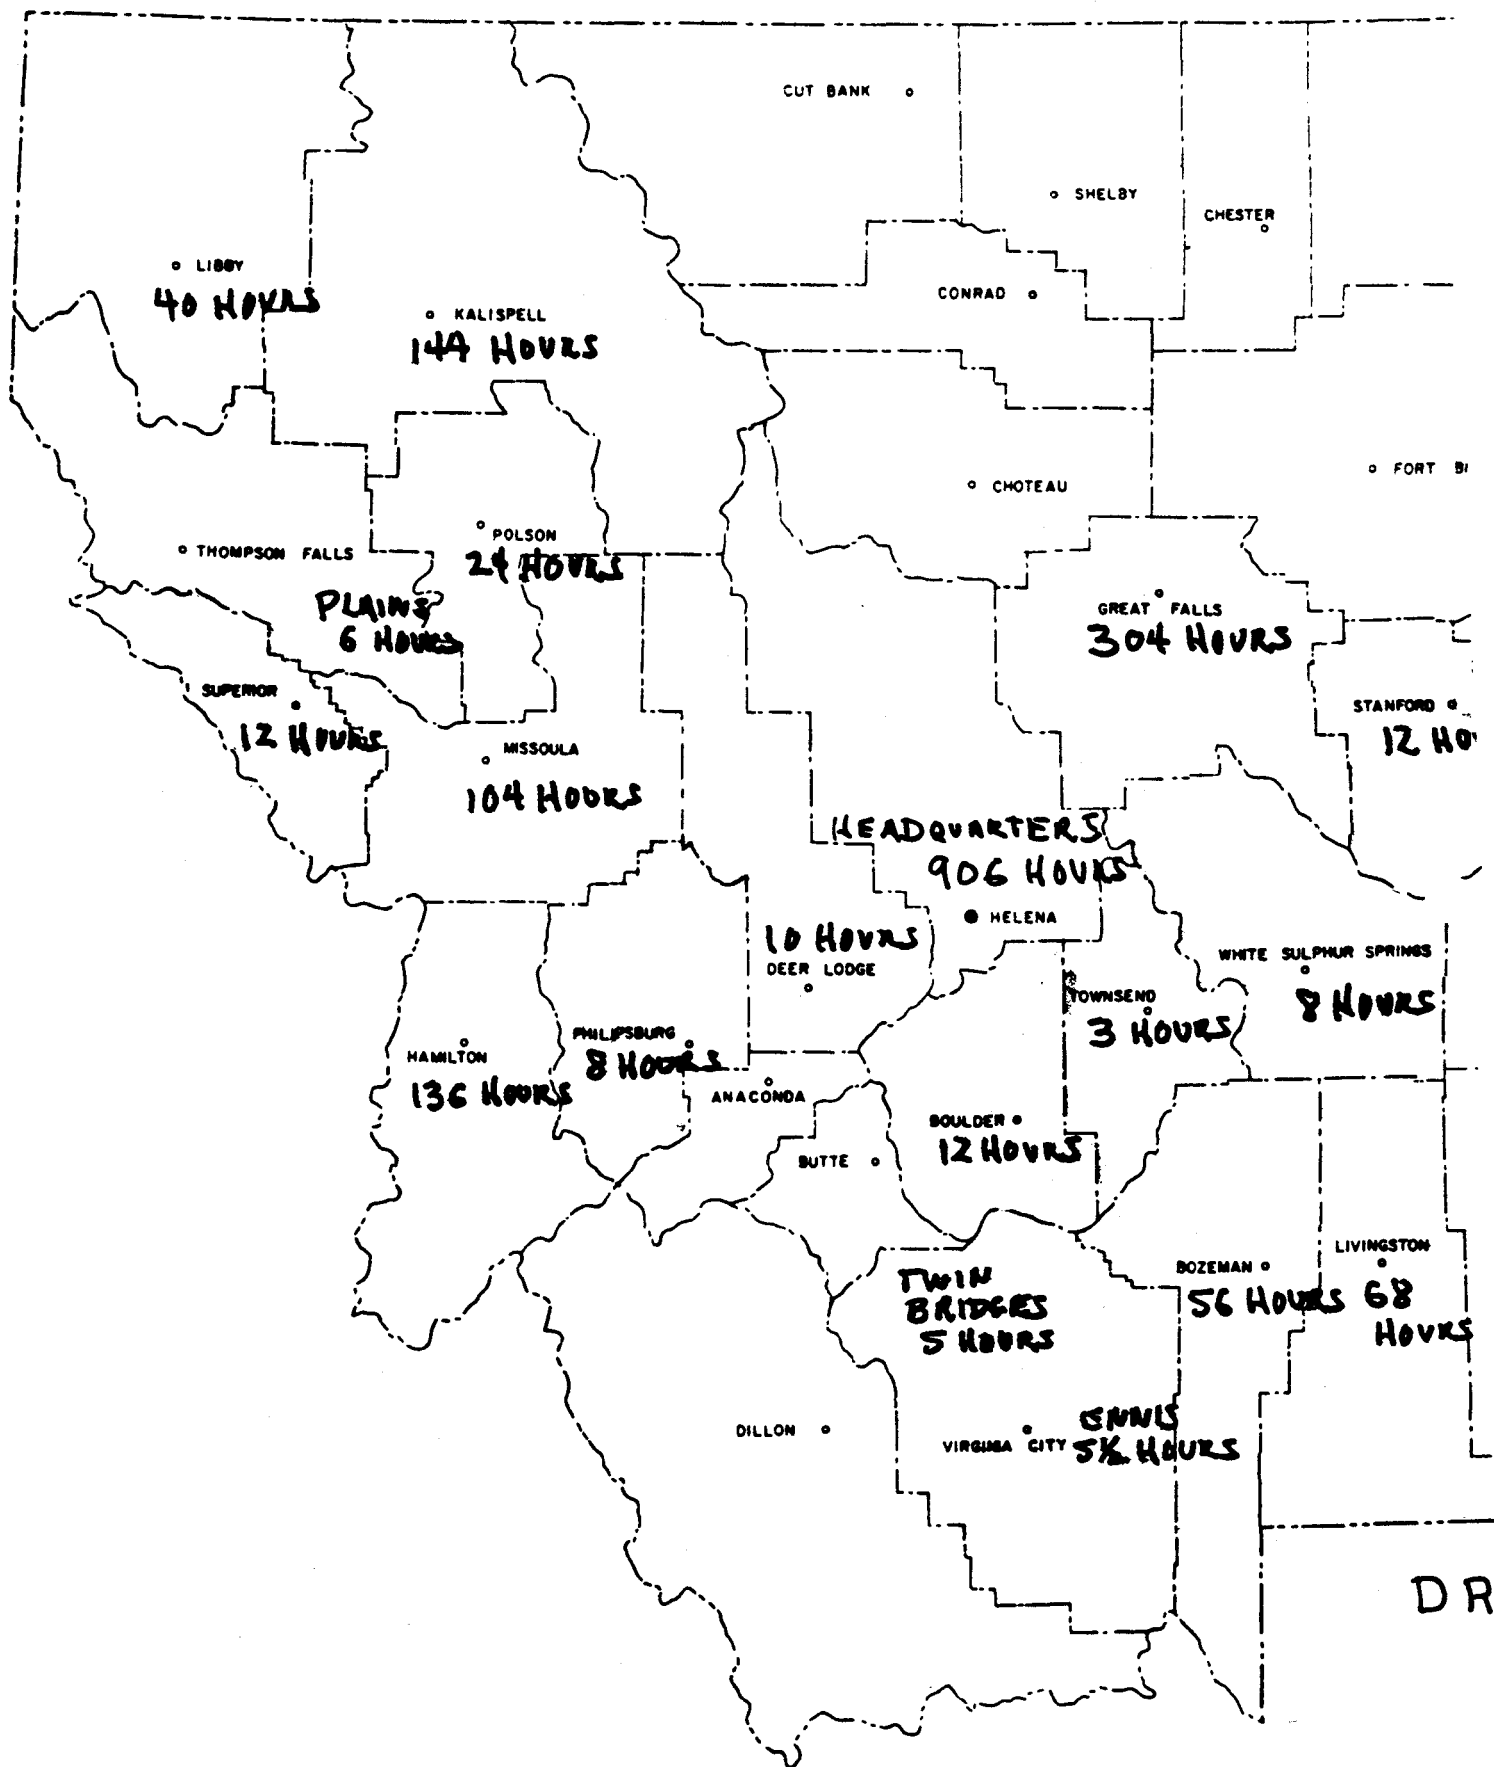 CUT BANK
SHELBY
CHESTER
LIBBY
40 HOURS
CONRAD
KALISPELL
144 HOURS
CHOTEAU
FORT
POLSON
24 HOURS
THOMPSON FALLS
PLAINS
6 HOURS
GREAT FALLS
304 HOURS
SUPERIOR
12 HOURS
STANFORD
12 HO
MISSOULA
104 HOURS
HEADQUARTERS
906 HOURS
HELENA
10 HOURS
DEER LODGE
WHITE SULPHUR SPRINGS
8 HOURS
TOWNSEND
3 HOURS
PHILIPSBURG
8 HOURS
HAMILTON
136 HOURS
ANACONDA
BOULDER
12 HOURS
BUTTE
LIVINGSTON
68
HOURS
BOZEMAN
56 HOURS
TWIN
BRIDGES
5 HOURS
DILLON
VIRGINIA CITY
ENNIS
5½ HOURS
DR